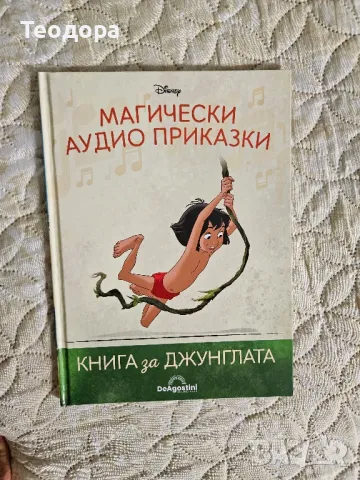 Теодора
Disney
МАГИЧЕСКИ
АУДИО ПРИКАЗКИ
КНИГА за ДЖУНГЛАТА
DeAgostini